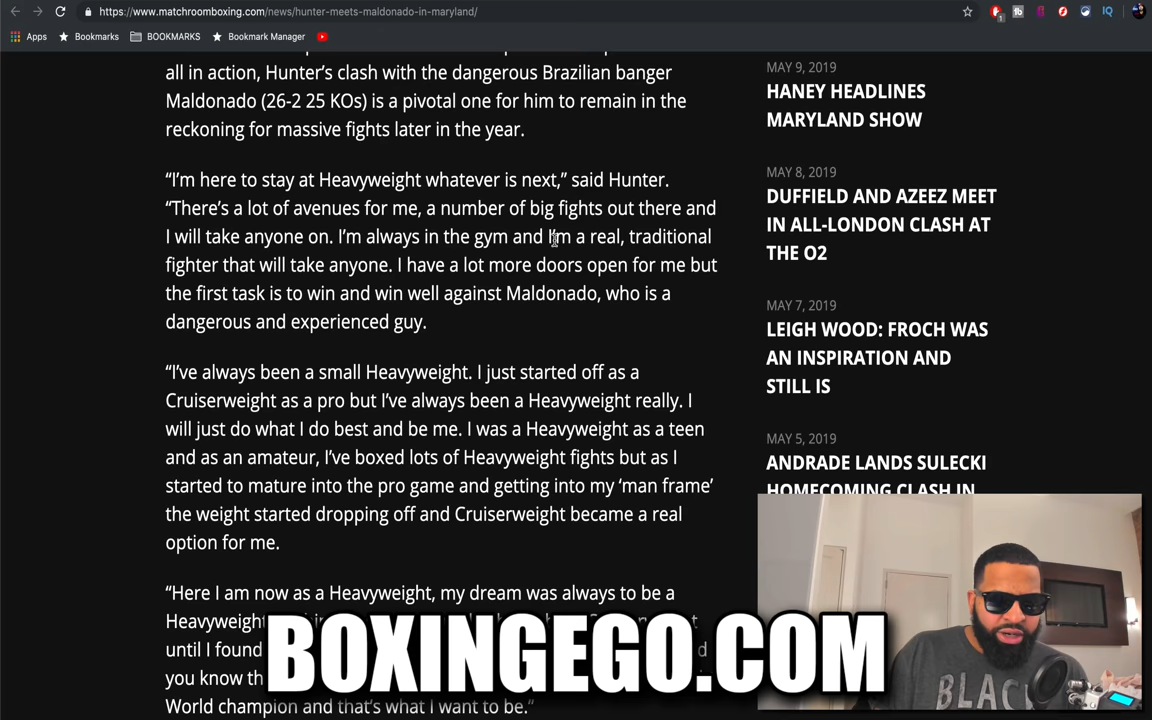 https://www.matchroomboxing.com/news/hunter-meets-maldonado-in-maryland/
Apps
Bookmarks
BOOKMARKS
Bookmark Manager
all in action, Hunter’s clash with the dangerous Brazilian banger
Maldonado (26-2 25 KOs) is a pivotal one for him to remain in the
reckoning for massive fights later in the year.
“I’m here to stay at Heavyweight whatever is next,” said Hunter.
“There’s a lot of avenues for me, a number of big fights out there and
I will take anyone on. I’m always in the gym and I’m a real, traditional
fighter that will take anyone. I have a lot more doors open for me but
the first task is to win and win well against Maldonado, who is a
dangerous and experienced guy.
“I’ve always been a small Heavyweight. I just started off as a
Cruiserweight as a pro but I’ve always been a Heavyweight really. I
will just do what I do best and be me. I was a Heavyweight as a teen
and as an amateur, I’ve boxed lots of Heavyweight fights but as I
started to mature into the pro game and getting into my ‘man frame’
the weight started dropping off and Cruiserweight became a real
option for me.
“Here I am now as a Heavyweight, my dream was always to be a
Heavyweight
until I found
you know
World champion and that’s what I want to be.”
MAY 9, 2019
HANEY HEADLINES
MARYLAND SHOW
MAY 8, 2019
DUFFIELD AND AZEEZ MEET
IN ALL-LONDON CLASH AT
THE O2
MAY 7, 2019
LEIGH WOOD: FROCH WAS
AN INSPIRATION AND
STILL IS
MAY 5, 2019
ANDRADE LANDS SULECKI
HOMECOMING CLASH IN
BOXINGEGO.COM
BLACK
IQ
1